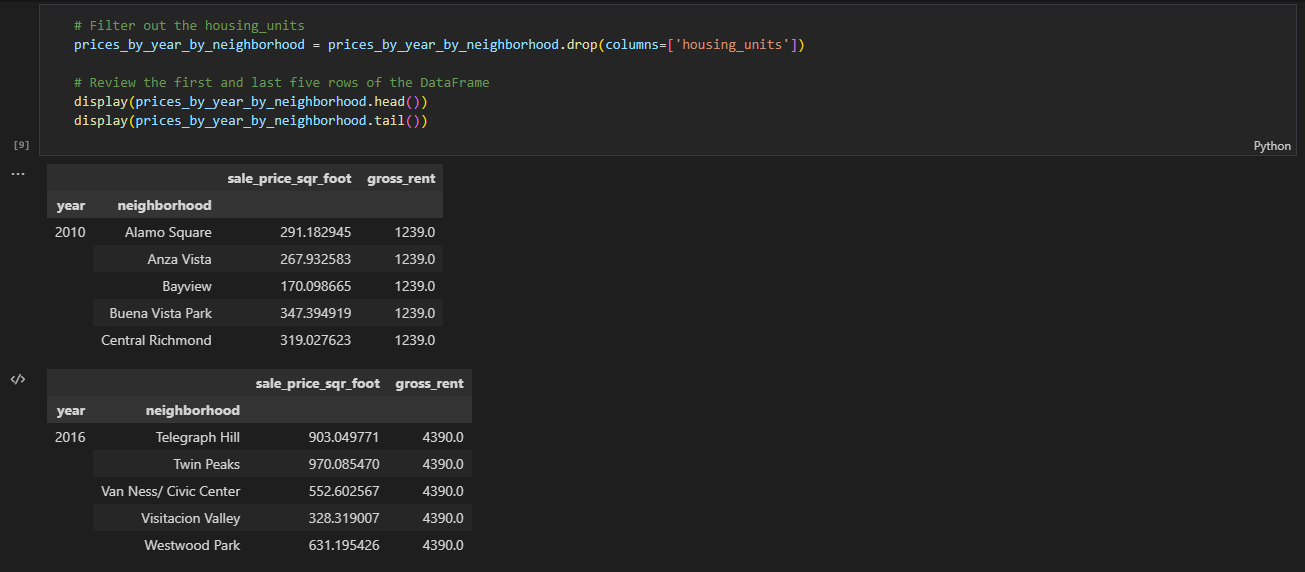 # Filter out the housing_units
prices_by_year_by_neighborhood = prices_by_year_by_neighborhood.drop(columns=['housing_units'])
# Review the first and last five rows of the DataFrame
display(prices_by_year_by_neighborhood.head())
display(prices_by_year_by_neighborhood.tail())
[9]
Python
...
sale_price_sqr_foot gross_rent
year neighborhood
2010 Alamo Square 291.182945 1239.0
Anza Vista 267.932583 1239.0
Bayview 170.098665 1239.0
Buena Vista Park 347.394919 1239.0
Central Richmond 319.027623 1239.0
</>
sale_price_sqr_foot gross_rent
year neighborhood
2016 Telegraph Hill 903.049771 4390.0
Twin Peaks 970.085470 4390.0
Van Ness/ Civic Center 552.602567 4390.0
Visitacion Valley 328.319007 4390.0
Westwood Park 631.195426 4390.0